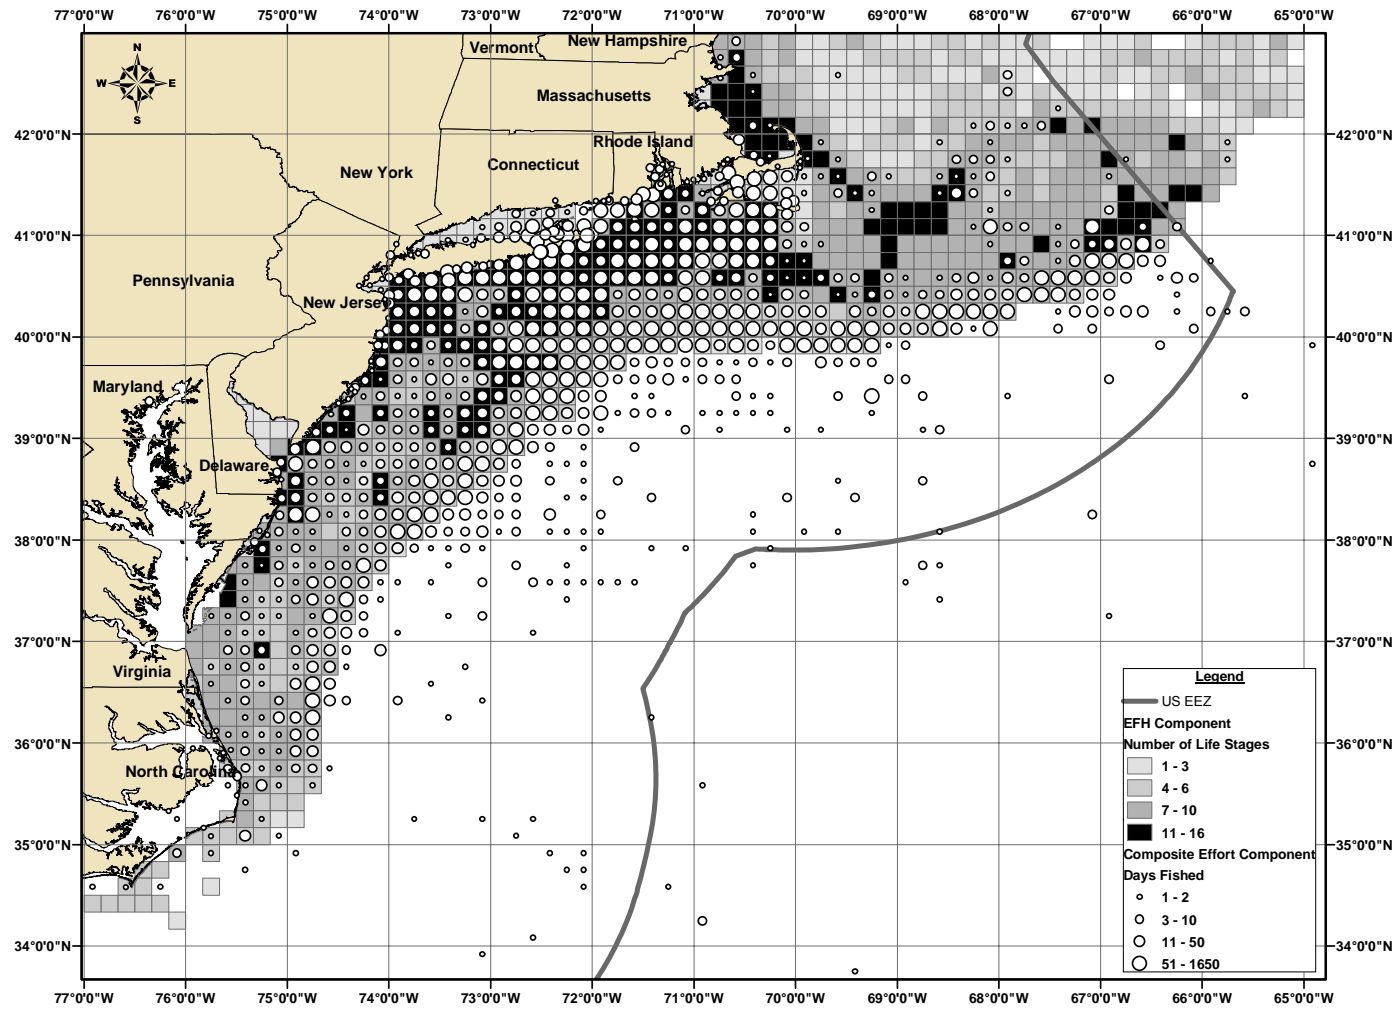 77°0'0"W 76°0'0"W 75°0'0"W 74°0'0"W 73°0'0"W 72°0'0"W 71°0'0"W 70°0'0"W 69°0'0"W 68°0'0"W 67°0'0"W 66°0'0"W 65°0'0"W
N
W E
S
Vermont
New Hampshire
Massachusetts
42°0'0"N
42°0'0"N
Rhode Island
Connecticut
New York
41°0'0"N
41°0'0"N
Pennsylvania
New Jersey
40°0'0"N
40°0'0"N
Maryland
39°0'0"N
39°0'0"N
Delaware
38°0'0"N
38°0'0"N
37°0'0"N
37°0'0"N
Virginia
36°0'0"N
36°0'0"N
North Carolina
35°0'0"N
35°0'0"N
34°0'0"N
34°0'0"N
Legend
US EEZ
EFH Component
Number of Life Stages
1 - 3
4 - 6
7 - 10
11 - 16
Composite Effort Component
Days Fished
1 - 2
3 - 10
11 - 50
51 - 1650
77°0'0"W 76°0'0"W 75°0'0"W 74°0'0"W 73°0'0"W 72°0'0"W 71°0'0"W 70°0'0"W 69°0'0"W 68°0'0"W 67°0'0"W 66°0'0"W 65°0'0"W